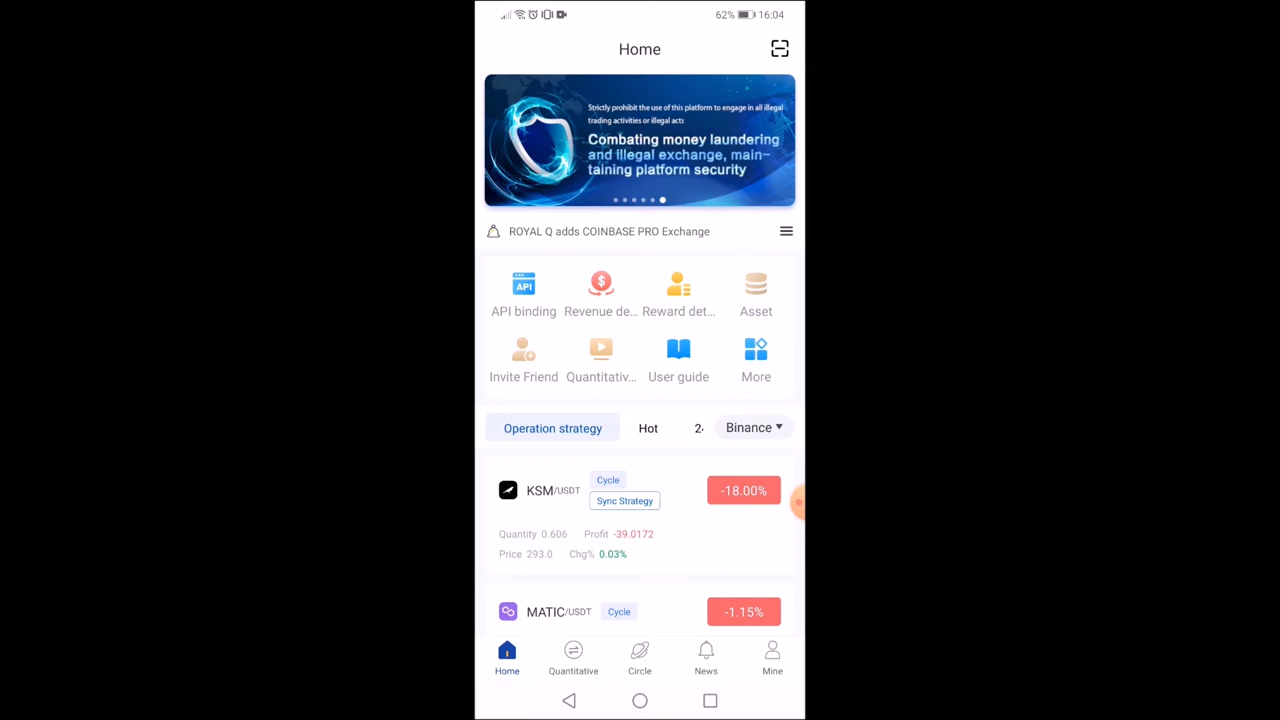 62% 16:04
Home
Strictly prohibit the use of this platform to engage in all illegal
trading activities or illegal acts
Combating money laundering
and illegal exchange, main-
taining platform security
ROYAL Q adds COINBASE PRO Exchange
API
API binding Revenue de... Reward det... Asset
Invite Friend Quantitativ... User guide More
Operation strategy Hot 2 Binance
KSM/USDT Cycle -18.00%
Sync Strategy
Quantity 0.606 Profit -39.0172
Price 293.0 Chg% 0.03%
MATIC/USDT Cycle -1.15%
Home Quantitative Circle News Mine